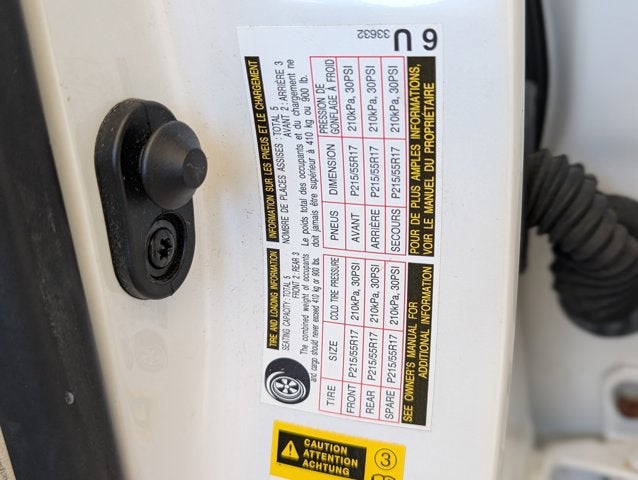 TIRE AND LOADING INFORMATION
SEATING CAPACITY : TOTAL 5
FRONT 2 : REAR 3
The combined weight of occupants
and cargo should never exceed 410 kg or 900 lbs.
TIRE SIZE COLD TIRE PRESSURE
FRONT P215/55R17 210kPa, 30PSI
REAR P215/55R17 210kPa, 30PSI
SPARE P215/55R17 210kPa, 30PSI
SEE OWNER'S MANUAL FOR
ADDITIONAL INFORMATION
INFORMATION SUR LES PNEUS ET LE CHARGEMENT
NOMBRE DE PLACES ASSISES : TOTAL 5
AVANT 2 : ARRIÈRE 3
Le poids total des occupants et du chargement ne
doit jamais être supérieur à 410 kg ou 900 lb.
PNEUS DIMENSION PRESSION DE
GONFLAGE À FROID
AVANT P215/55R17 210kPa, 30PSI
ARRIÈRE P215/55R17 210kPa, 30PSI
SECOURS P215/55R17 210kPa, 30PSI
POUR DE PLUS AMPLES INFORMATIONS,
VOIR LE MANUEL DU PROPRIÉTAIRE
6 U
33632
CAUTION
ATTENTION
ACHTUNG
3